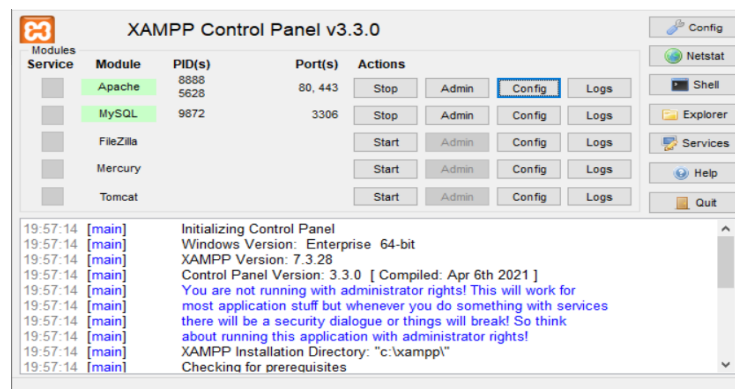 XAMPP Control Panel v3.3.0
Config
Modules
Service Module PID(s) Port(s) Actions
Netstat
Apache 8888 80, 443 Stop Admin Config Logs
5628
Shell
MySQL 9872 3306 Stop Admin Config Logs
Explorer
FileZilla Start Admin Config Logs
Services
Mercury Start Admin Config Logs
Help
Tomcat Start Admin Config Logs
Quit
19:57:14 [main] Initializing Control Panel
19:57:14 [main] Windows Version: Enterprise 64-bit
19:57:14 [main] XAMPP Version: 7.3.28
19:57:14 [main] Control Panel Version: 3.3.0 [ Compiled: Apr 6th 2021 ]
19:57:14 [main] You are not running with administrator rights! This will work for
19:57:14 [main] most application stuff but whenever you do something with services
19:57:14 [main] there will be a security dialogue or things will break! So think
19:57:14 [main] about running this application with administrator rights!
19:57:14 [main] XAMPP Installation Directory: "c:\xampp\"
19:57:14 [main] Checking for prerequisites